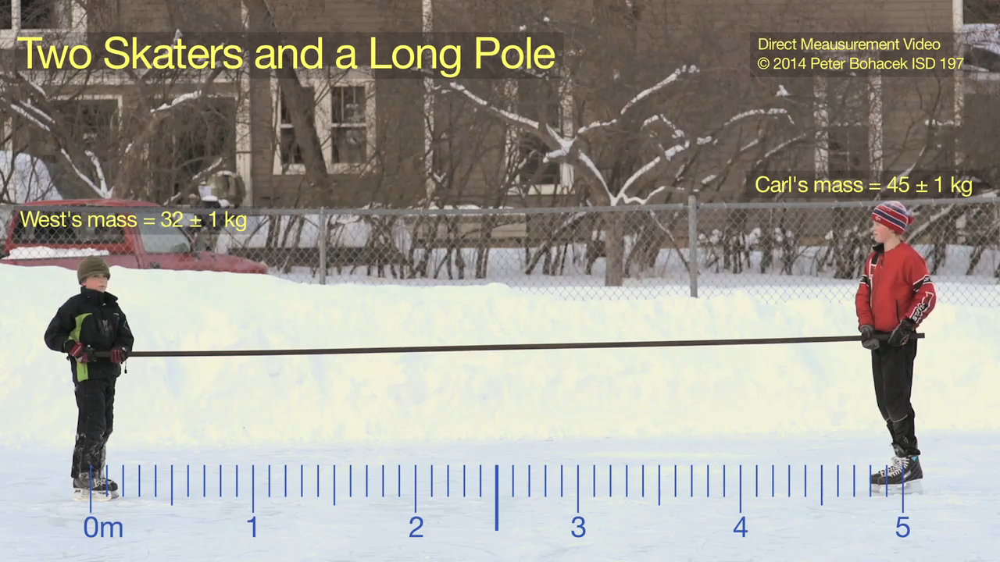 Two Skaters and a Long Pole
Direct Meausurement Video
© 2014 Peter Bohacek ISD 197
Carl's mass = 45 ± 1 kg
West's mass = 32 ± 1 kg
0m 1 2 3 4 5